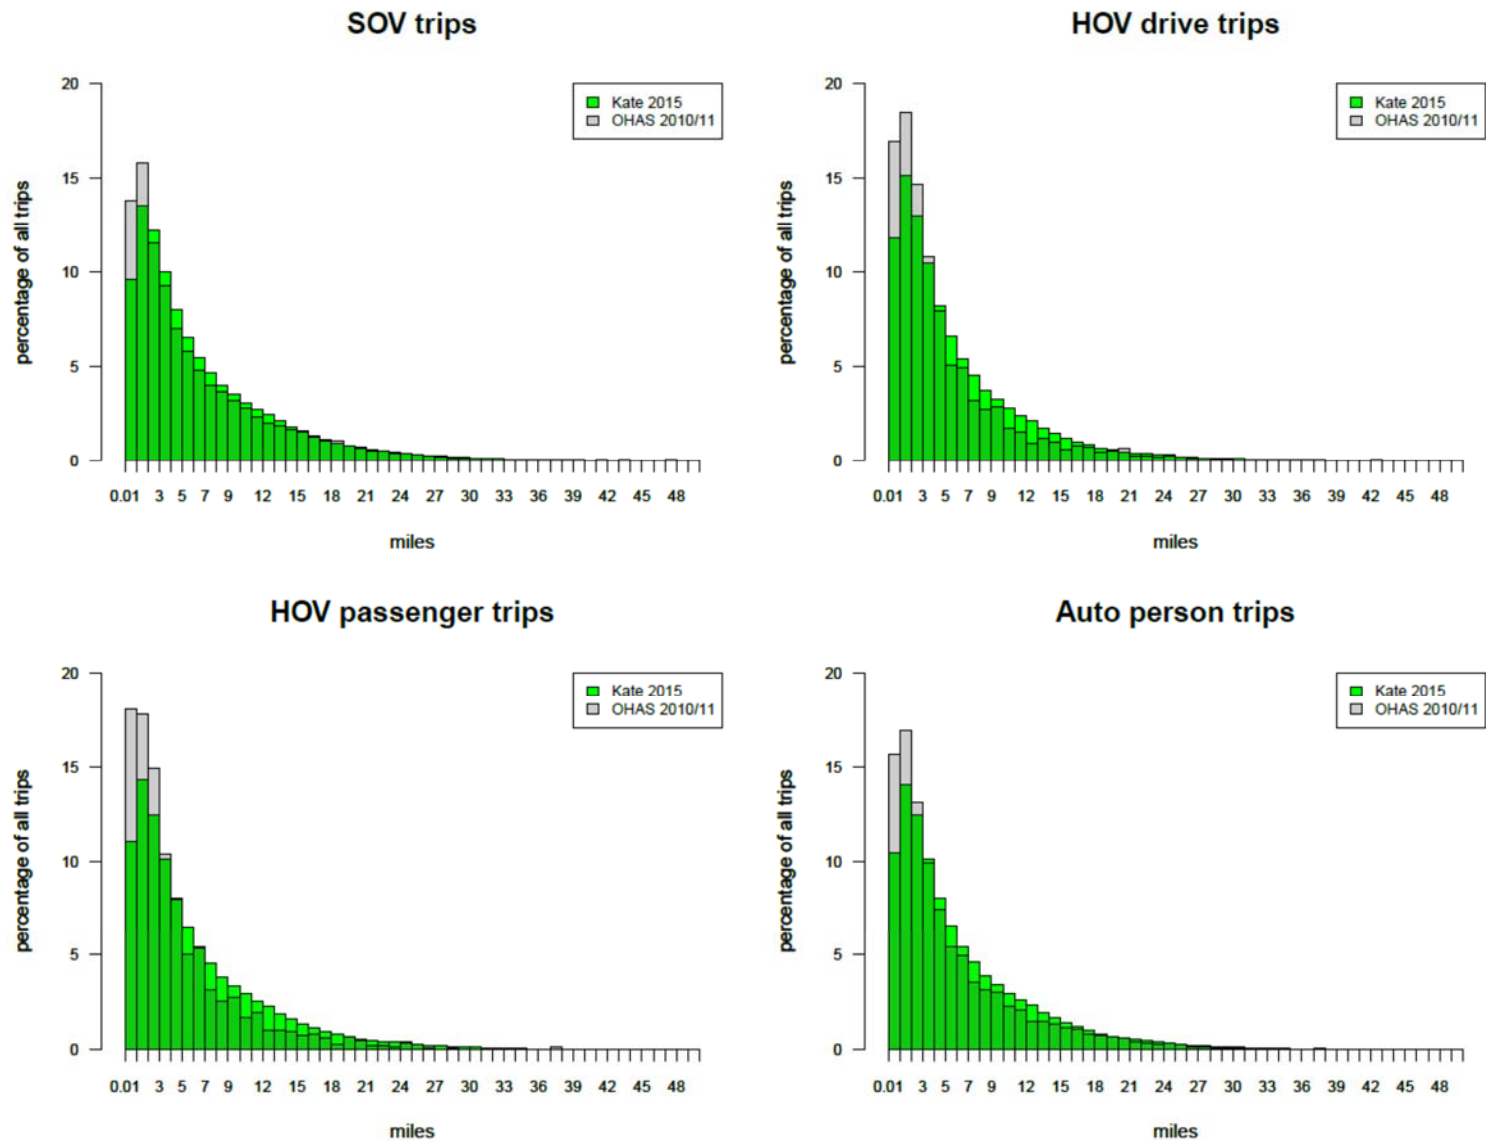 SOV trips
20
15
10
5
0
percentage of all trips
Kate 2015
OHAS 2010/11
0.01 3 5 7 9 12 15 18 21 24 27 30 33 36 39 42 45 48
miles
HOV drive trips
20
15
10
5
0
percentage of all trips
Kate 2015
OHAS 2010/11
0.01 3 5 7 9 12 15 18 21 24 27 30 33 36 39 42 45 48
miles
HOV passenger trips
20
15
10
5
0
percentage of all trips
Kate 2015
OHAS 2010/11
0.01 3 5 7 9 12 15 18 21 24 27 30 33 36 39 42 45 48
miles
Auto person trips
20
15
10
5
0
percentage of all trips
Kate 2015
OHAS 2010/11
0.01 3 5 7 9 12 15 18 21 24 27 30 33 36 39 42 45 48
miles